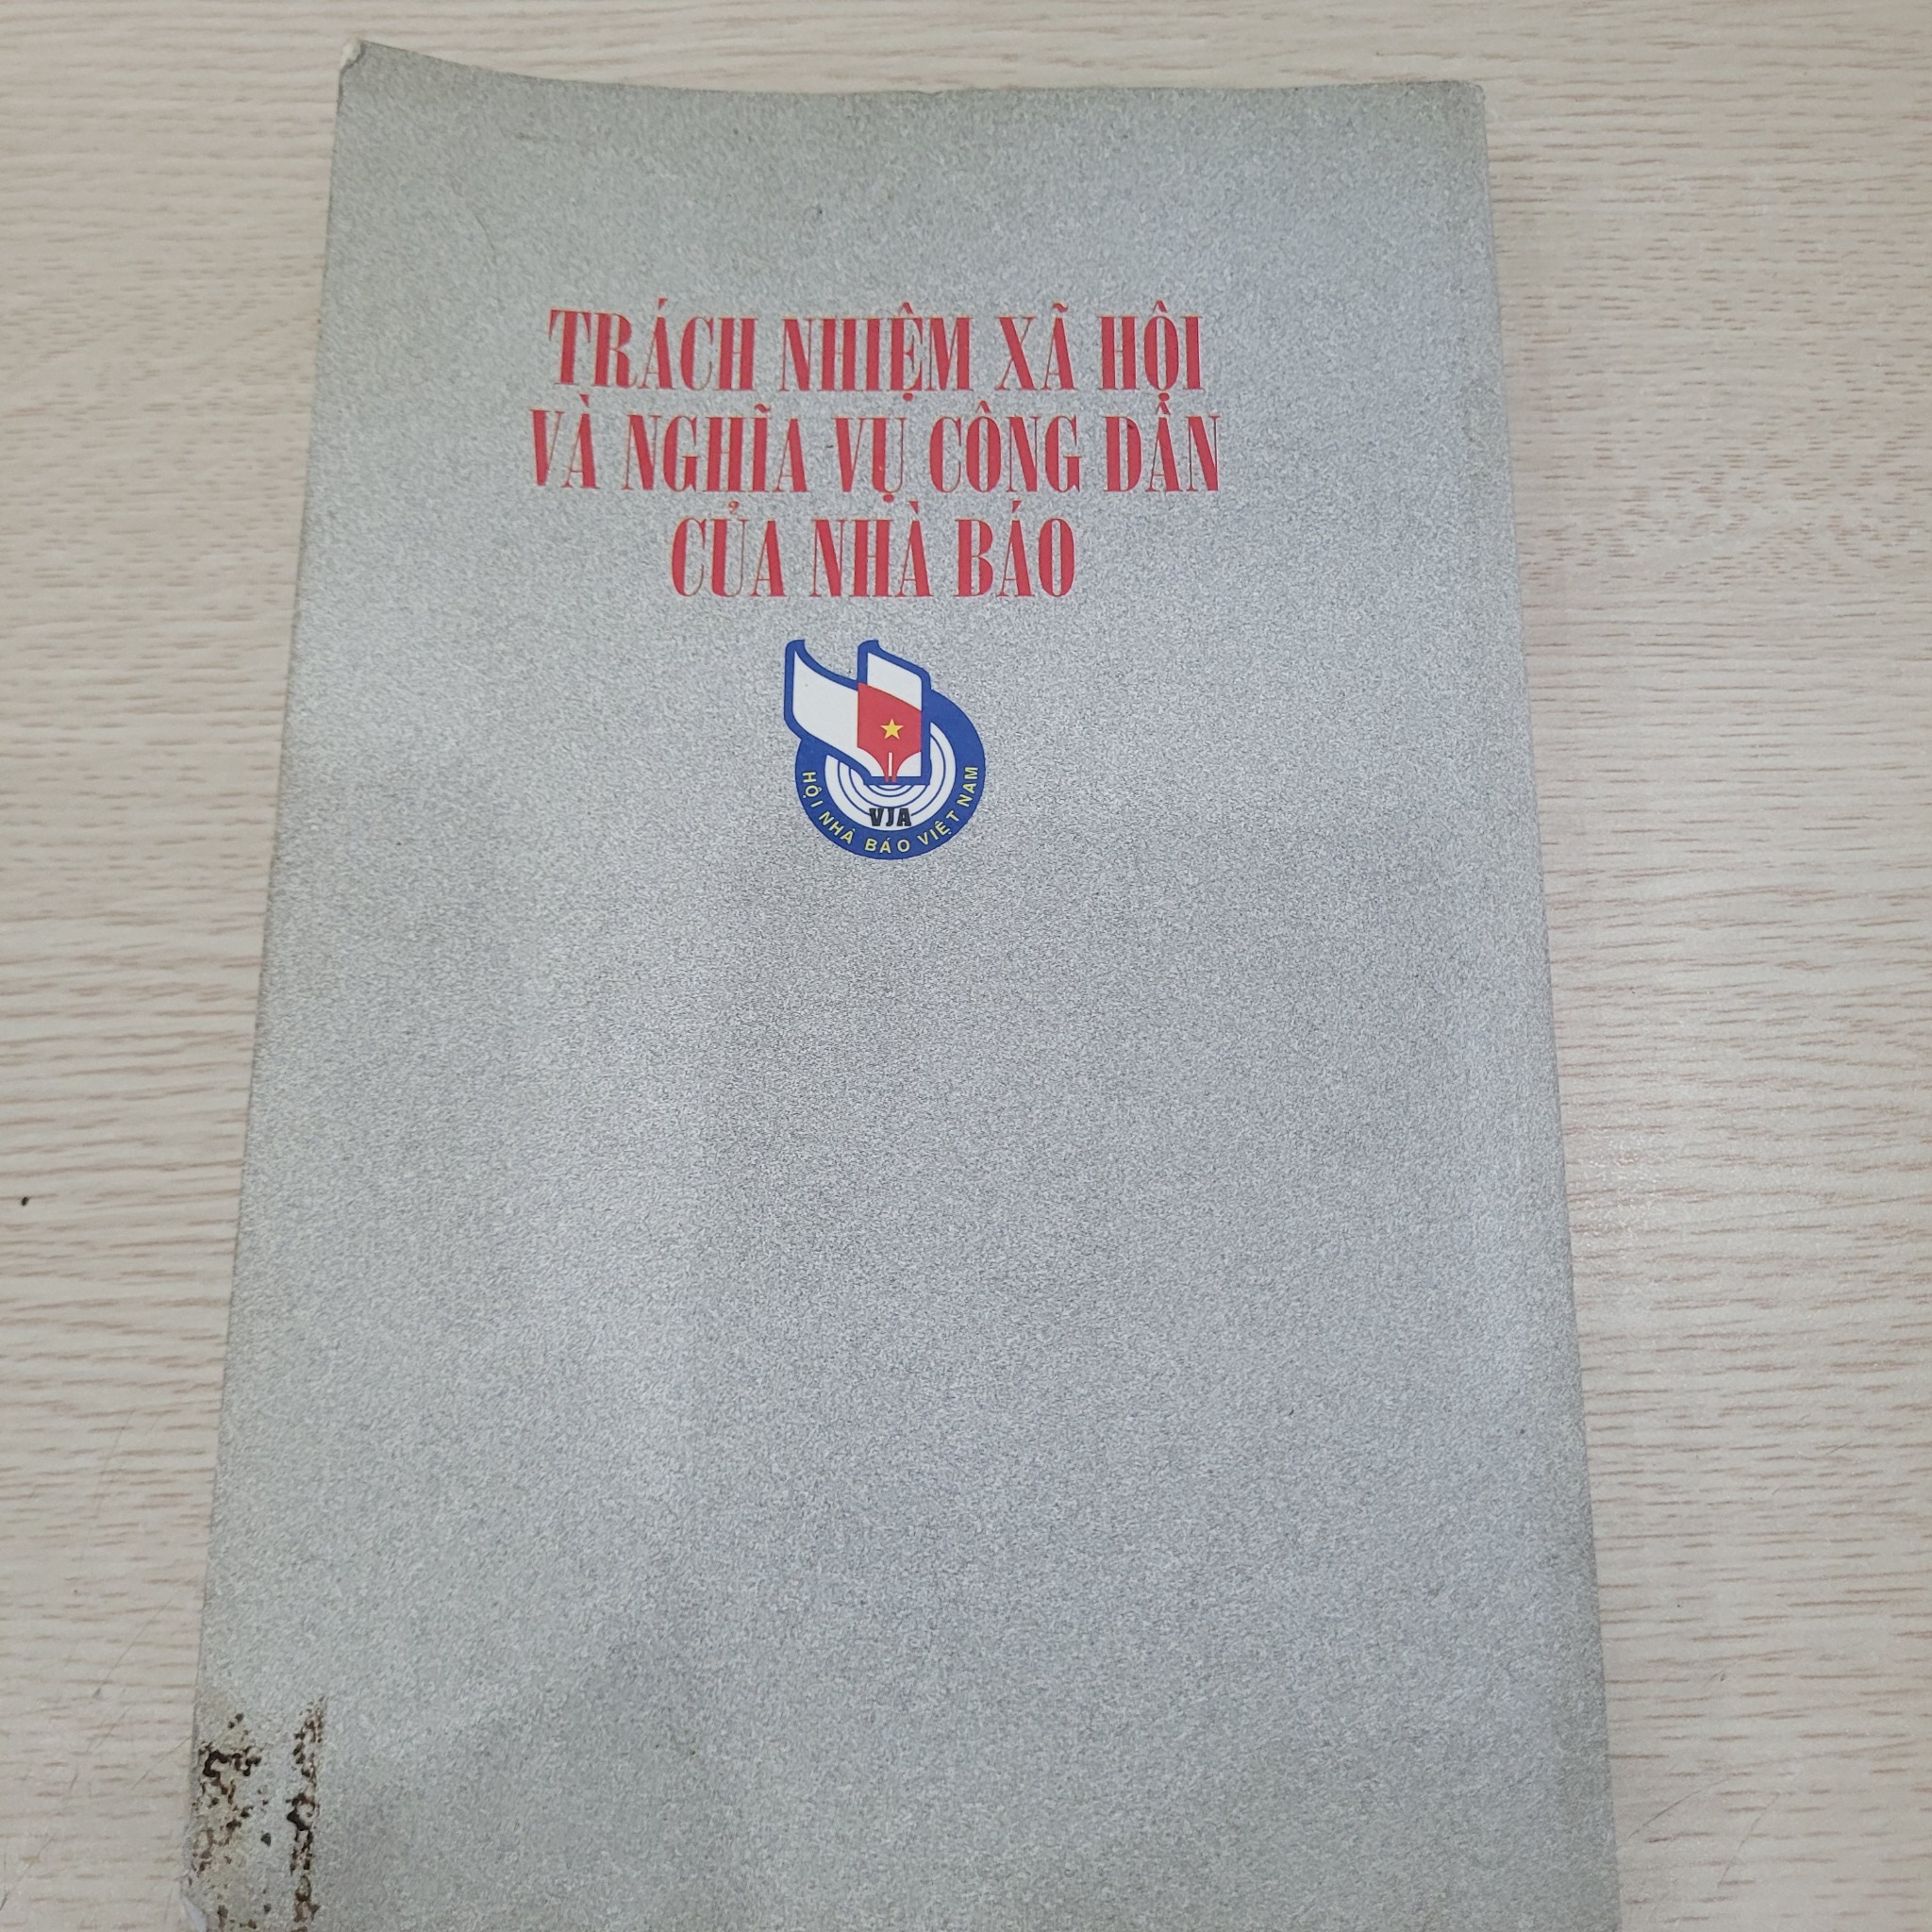 TRÁCH NHIỆM XÃ HỘI
VÀ NGHĨA VỤ CÔNG DÂN
CỦA NHÀ BÁO
VJA
HỘI NHÀ BÁO VIỆT NAM